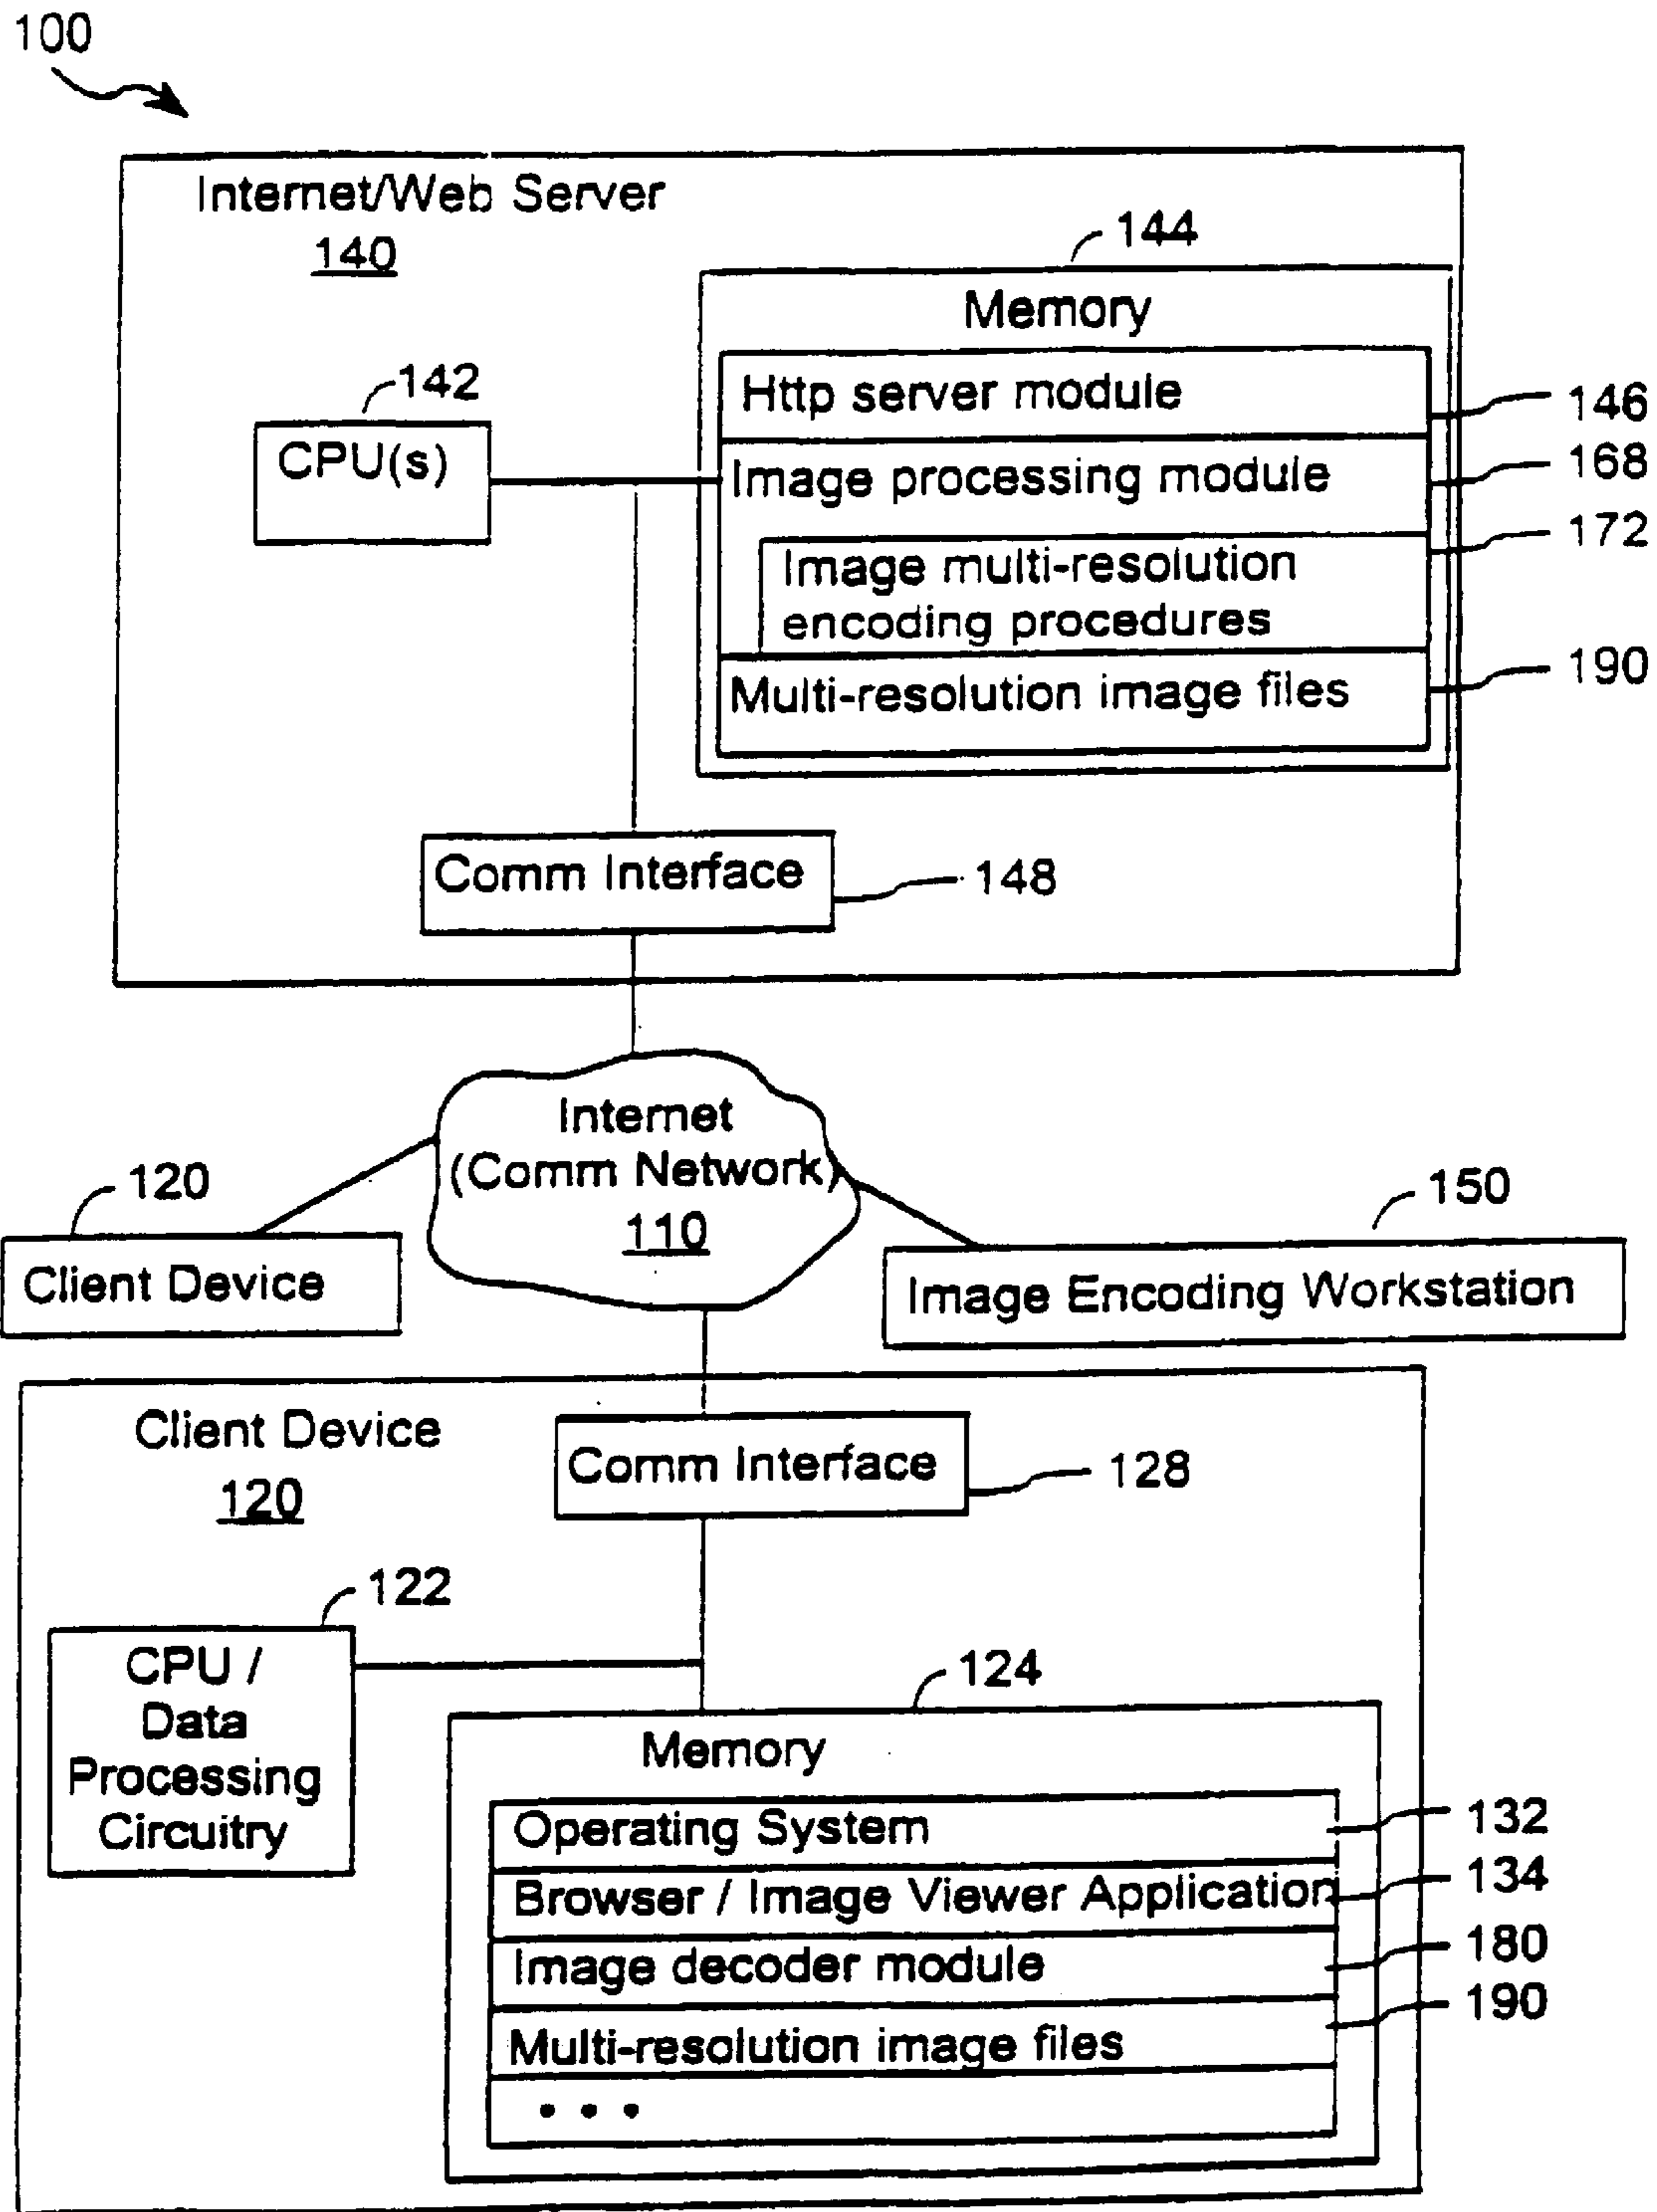 100
Internet/Web Server
140
144
Memory
142
CPU(s)
Http server module
146
Image processing module
168
172
Image multi-resolution
encoding procedures
Multi-resolution image files
190
Comm Interface
148
Internet
(Comm Network)
110
120
Client Device
150
Image Encoding Workstation
Client Device
120
Comm Interface
128
122
CPU /
Data
Processing
Circuitry
124
Memory
Operating System
132
Browser / Image Viewer Application
134
Image decoder module
180
Multi-resolution image files
190
• • •